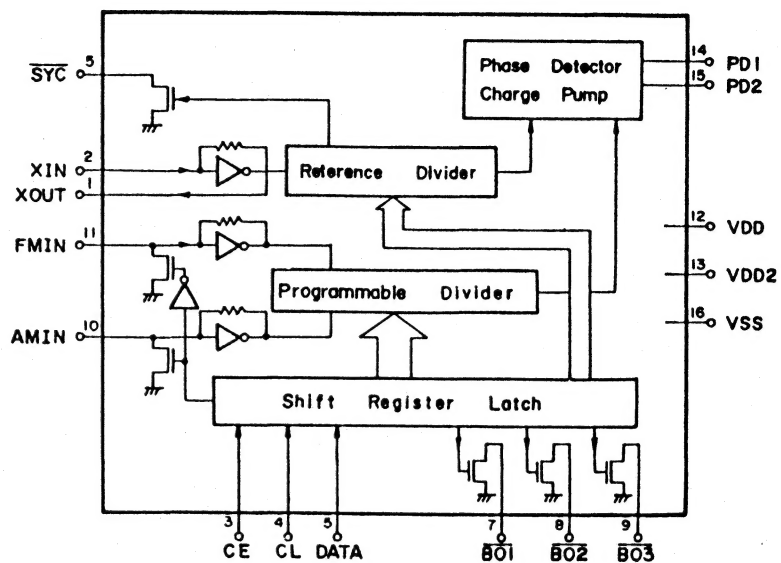 5
SYC
14
PD1
15
PD2
Phase Detector
Charge Pump
2
XIN
1
XOUT
Reference Divider
11
FMIN
12
VDD
13
VDD2
Programmable Divider
10
AMIN
16
VSS
Shift Register Latch
3
4
5
7
8
9
CE
CL
DATA
BO1
BO2
BO3